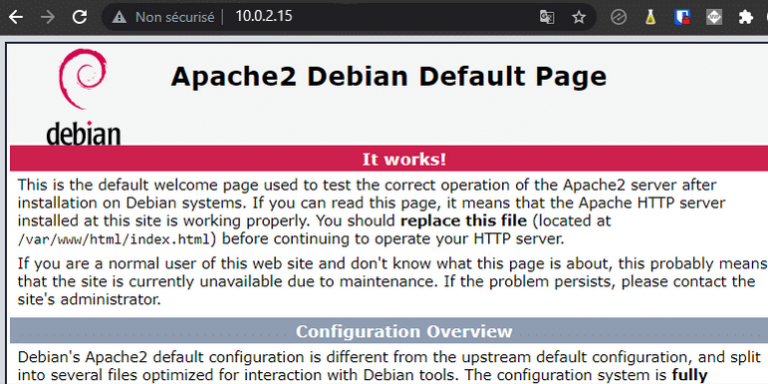 Non sécurisé | 10.0.2.15
Apache2 Debian Default Page
debian
It works!
This is the default welcome page used to test the correct operation of the Apache2 server after
installation on Debian systems. If you can read this page, it means that the Apache HTTP server
installed at this site is working properly. You should replace this file (located at
/var/www/html/index.html) before continuing to operate your HTTP server.
If you are a normal user of this web site and don't know what this page is about, this probably means
that the site is currently unavailable due to maintenance. If the problem persists, please contact the
site's administrator.
Configuration Overview
Debian's Apache2 default configuration is different from the upstream default configuration, and split
into several files optimized for interaction with Debian tools. The configuration system is fully